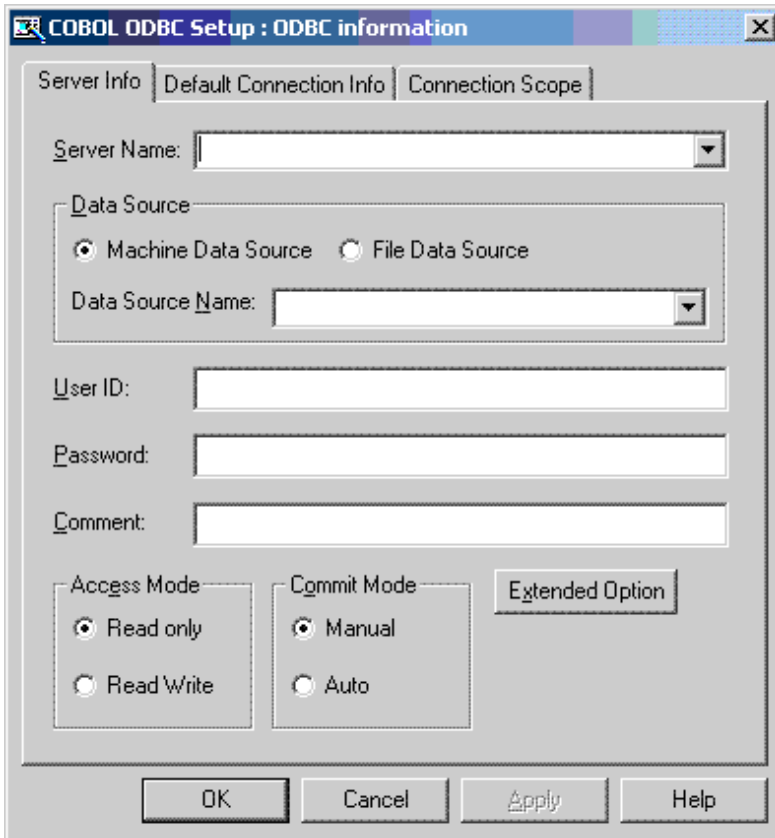 COBOL ODBC Setup : ODBC information
Server Info Default Connection Info Connection Scope
Server Name:
Data Source
Machine Data Source File Data Source
Data Source Name:
User ID:
Password:
Comment:
Access Mode Commit Mode Extended Option
Read only Manual
Read Write Auto
OK Cancel Apply Help